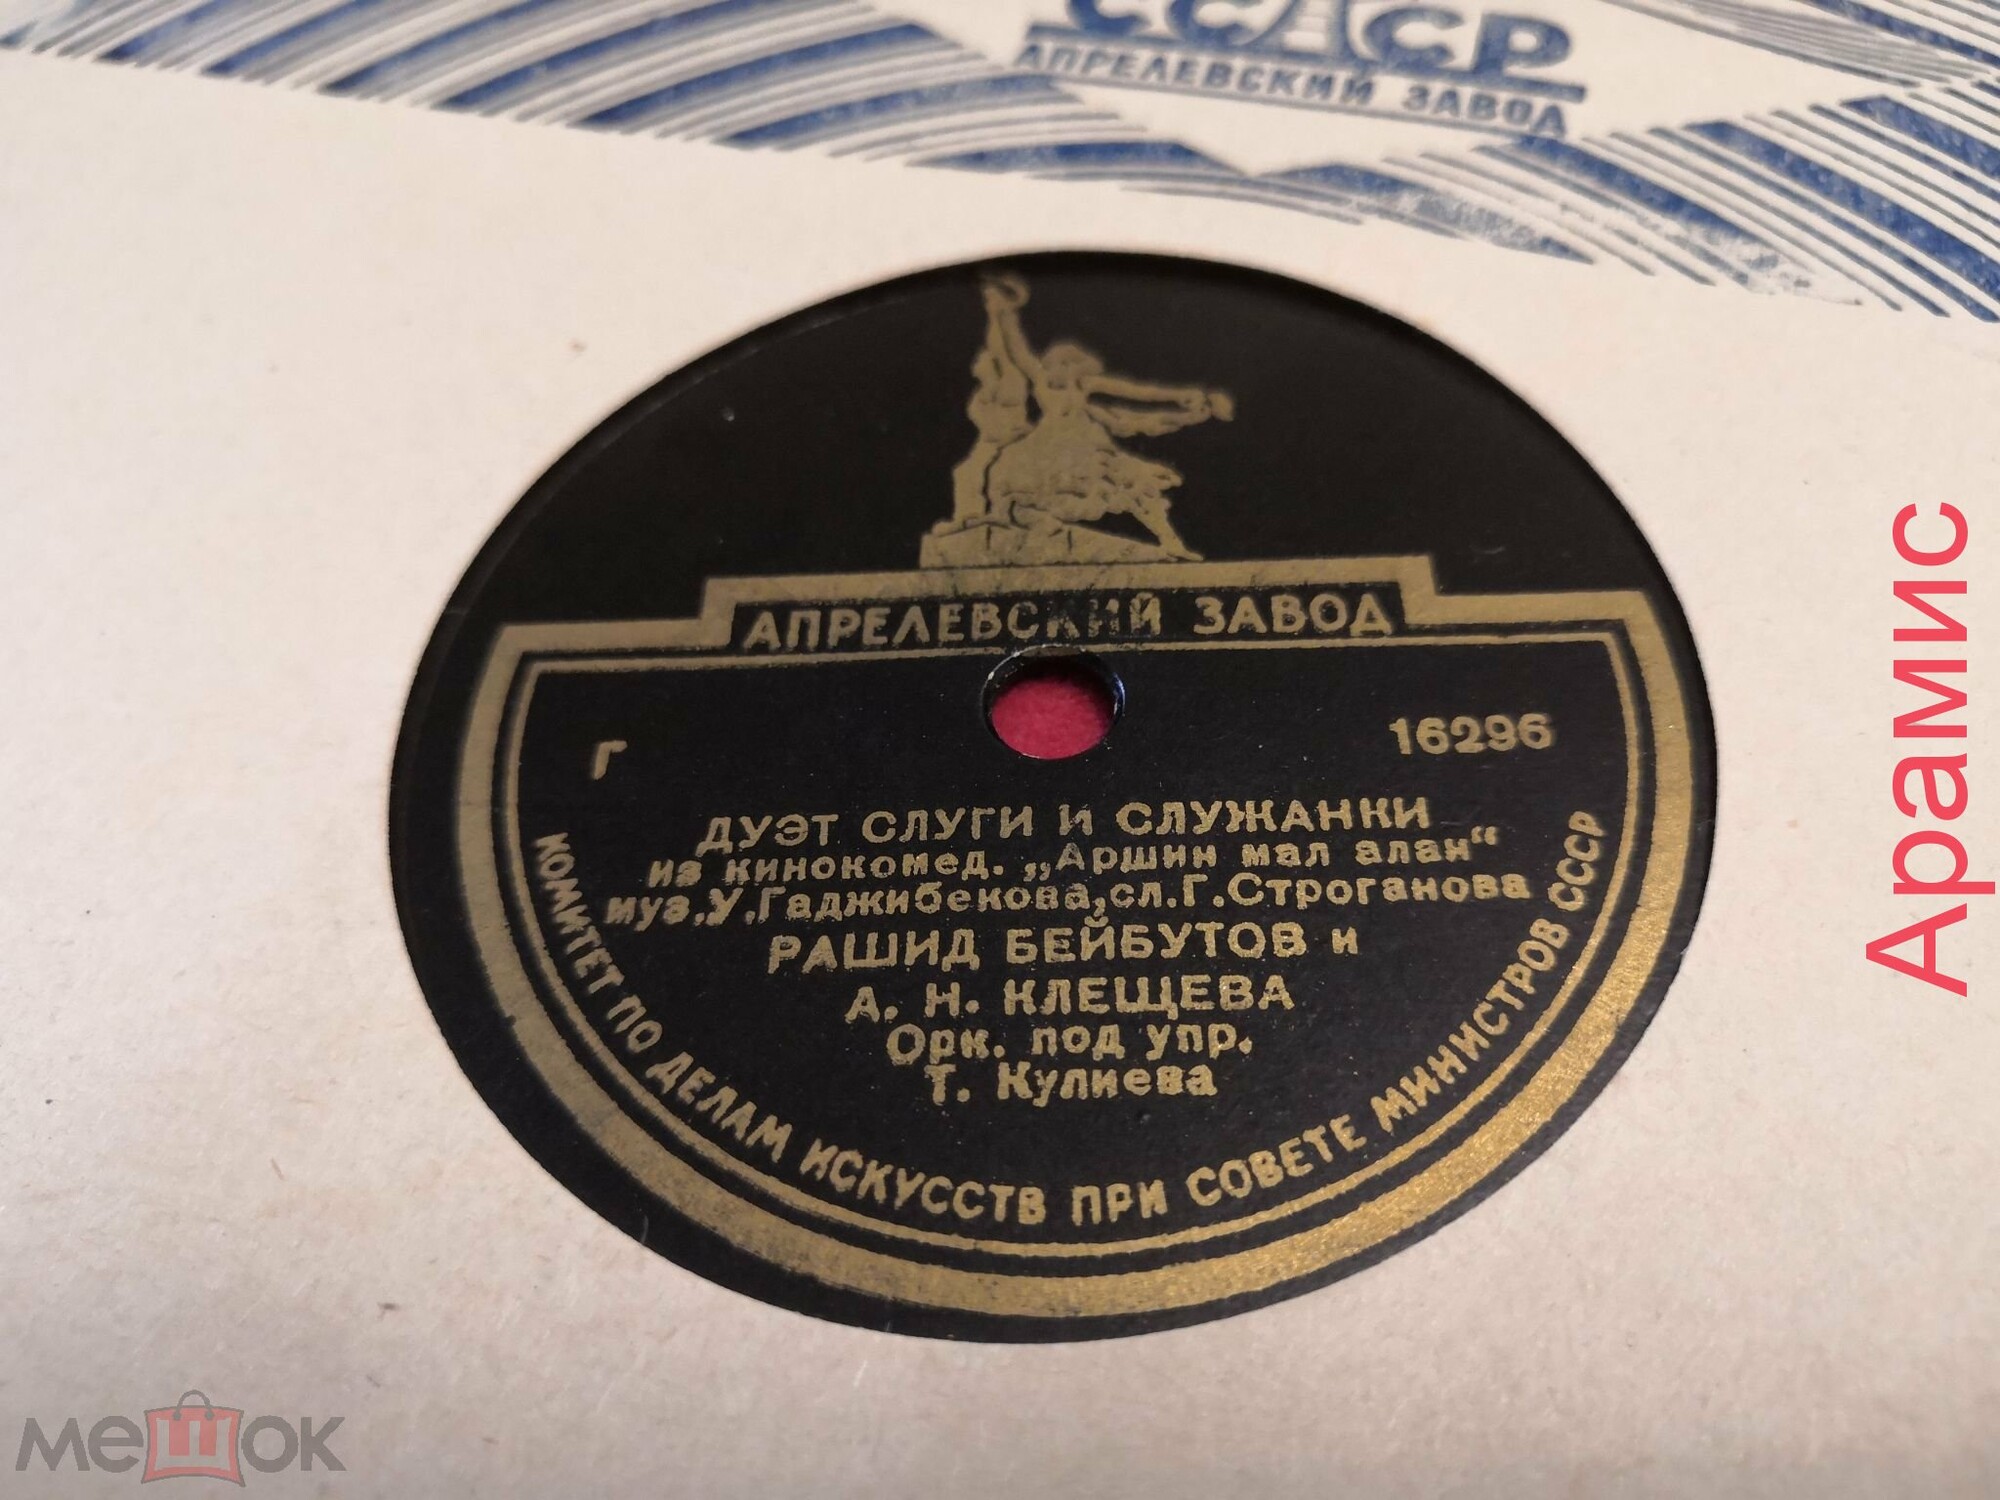 СССР
АПРЕЛЕВСКИЙ ЗАВОД
АПРЕЛЕВСКИЙ ЗАВОД
Г 16296
ДУЭТ СЛУГИ И СЛУЖАНКИ
из кинокомед. „Аршин мал алан“
муз.У.Гаджибекова,сл.Г.Строганова
РАШИД БЕЙБУТОВ и
А. Н. КЛЕЩЕВА
Орк. под упр.
Т. Кулиева
КОМИТЕТ ПО ДЕЛАМ ИСКУССТВ ПРИ СОВЕТЕ МИНИСТРОВ СССР
Арамис
мешок